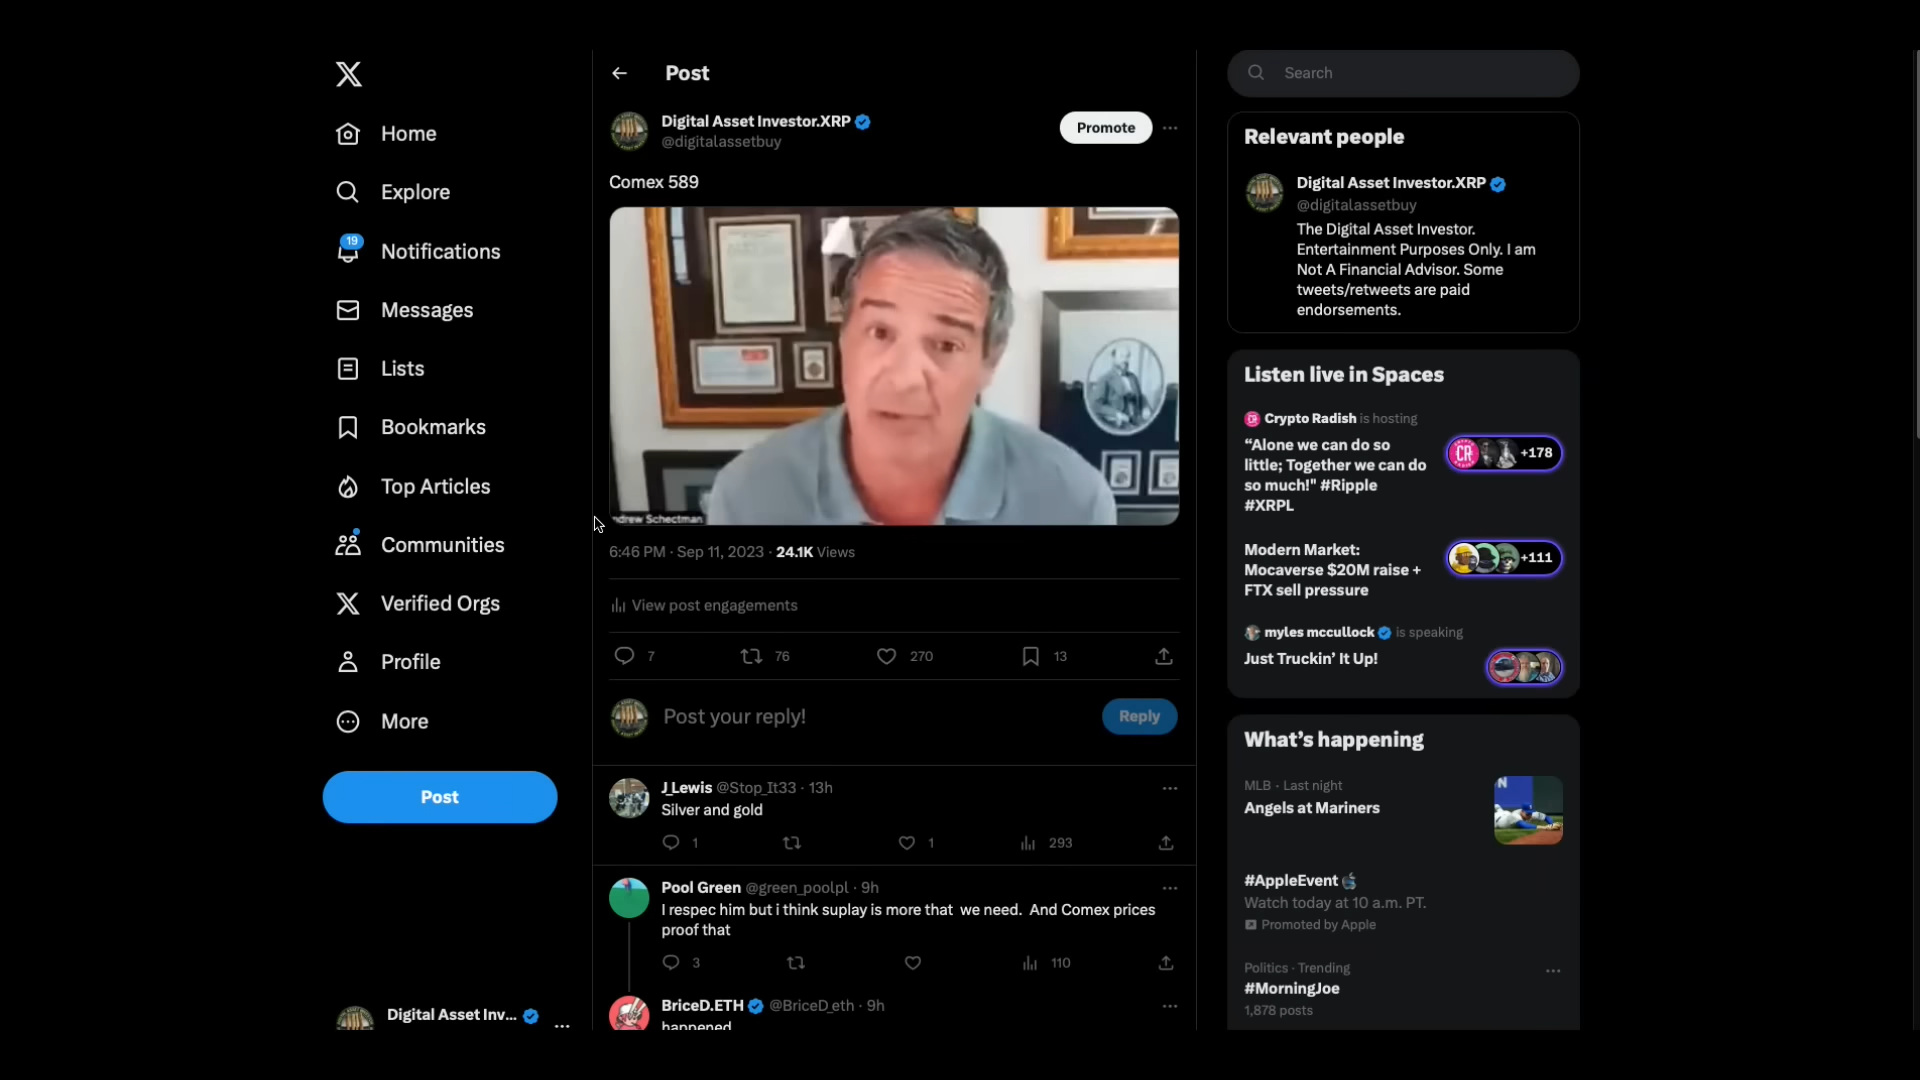 Home
Explore
19
Notifications
Messages
Lists
Bookmarks
Top Articles
Communities
Verified Orgs
Profile
More
Post
Digital Asset Inv...
Post
Digital Asset Investor.XRP
@digitalassetbuy
Promote
Comex 589
ndrew Schectman
6:46 PM · Sep 11, 2023 · 24.1K Views
View post engagements
7 76 270 13
Post your reply!
Reply
J_Lewis @Stop_It33 · 13h
Silver and gold
1 1 293
Pool Green @green_poolpl · 9h
I respec him but i think suplay is more that we need. And Comex prices
proof that
3 110
BriceD.ETH @BriceD_eth · 9h
happened
Search
Relevant people
Digital Asset Investor.XRP
@digitalassetbuy
The Digital Asset Investor.
Entertainment Purposes Only. I am
Not A Financial Advisor. Some
tweets/retweets are paid
endorsements.
Listen live in Spaces
Crypto Radish is hosting
“Alone we can do so
little; Together we can do
so much!" #Ripple
#XRPL
CR
+178
Modern Market:
Mocaverse $20M raise +
FTX sell pressure
+111
myles mccullock is speaking
Just Truckin’ It Up!
What’s happening
MLB · Last night
Angels at Mariners
#AppleEvent
Watch today at 10 a.m. PT.
Promoted by Apple
Politics · Trending
#MorningJoe
1,878 posts